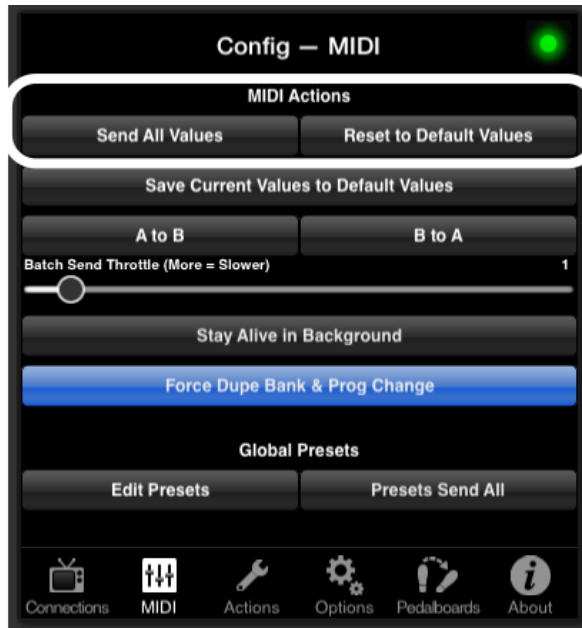 Config — MIDI
MIDI Actions
Send All Values Reset to Default Values
Save Current Values to Default Values
A to B B to A
Batch Send Throttle (More = Slower) 1
Stay Alive in Background
Force Dupe Bank & Prog Change
Global Presets
Edit Presets Presets Send All
Connections MIDI Actions Options Pedalboards About